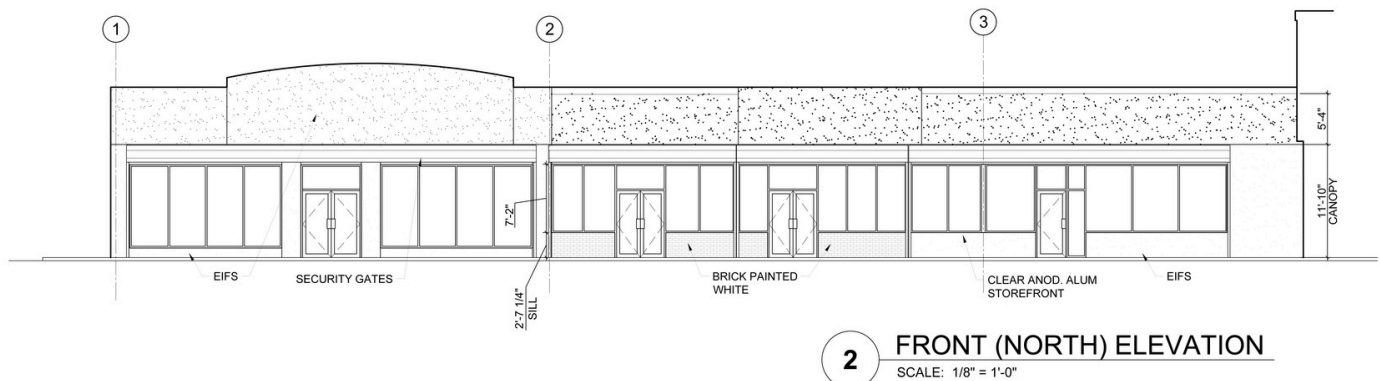 1
2
3
5'-4"
11'-10"
CANOPY
7'-2"
2'-7 1/4"
SILL
EIFS
SECURITY GATES
BRICK PAINTED
WHITE
CLEAR ANOD. ALUM
STOREFRONT
EIFS
2
FRONT (NORTH) ELEVATION
SCALE: 1/8" = 1'-0"